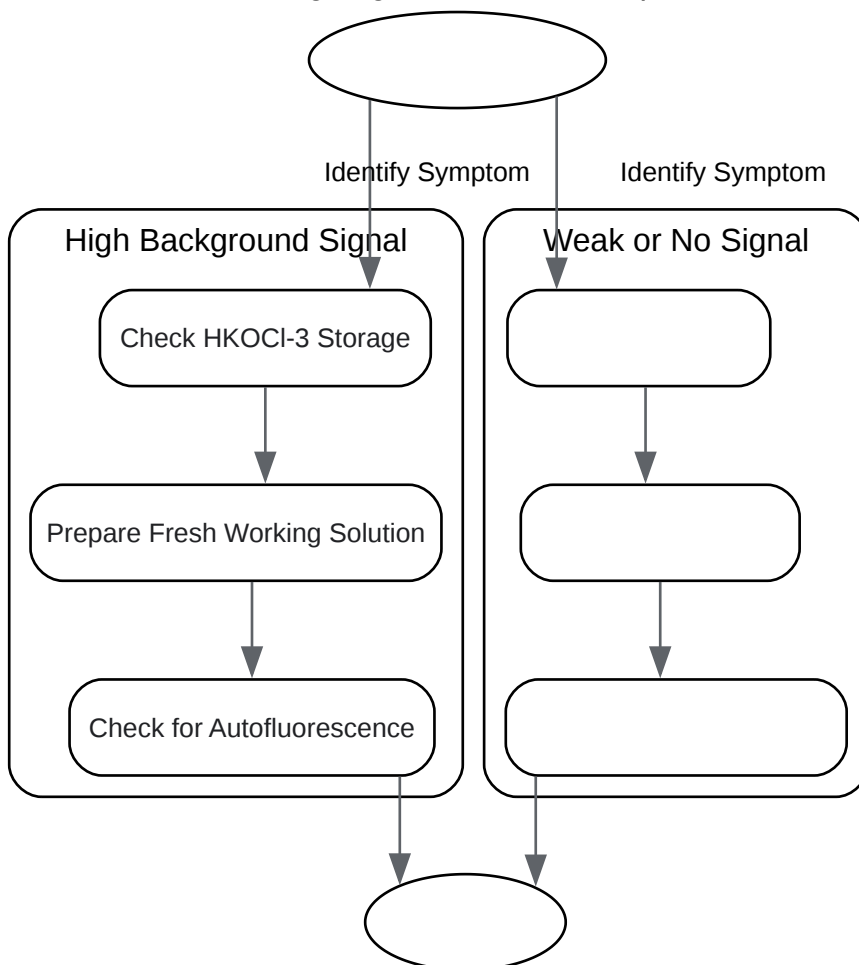 Identify Symptom
Identify Symptom
High Background Signal
Weak or No Signal
Check HKOCl-3 Storage
Prepare Fresh Working Solution
Check for Autofluorescence